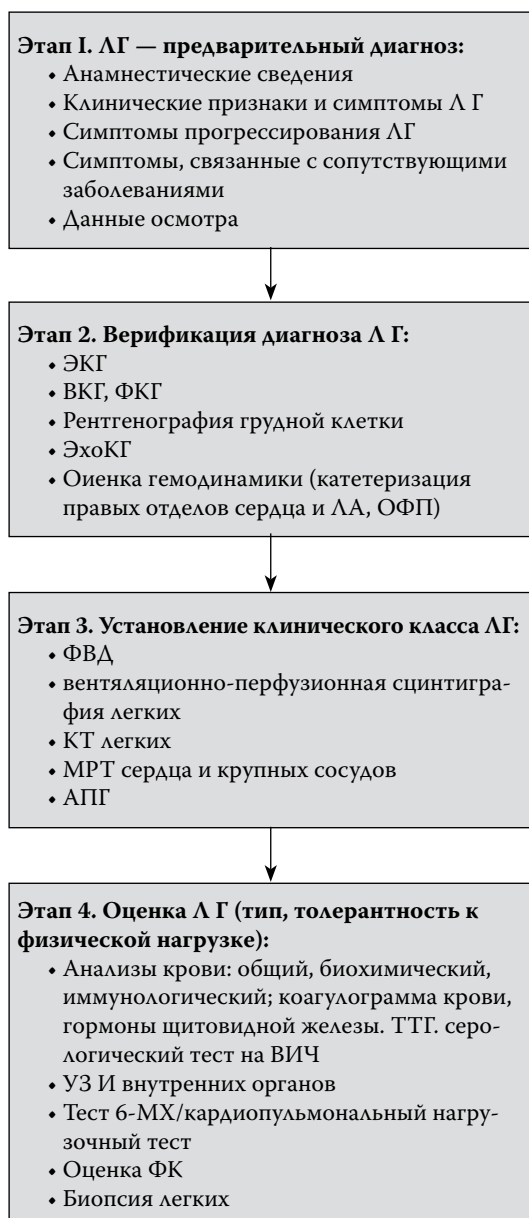 Этап I. ЛГ — предварительный диагноз:
• Анамнестические сведения
• Клинические признаки и симптомы Л Г
• Симптомы прогрессирования ЛГ
• Симптомы, связанные с сопутствующими
заболеваниями
• Данные осмотра
Этап 2. Верификация диагноза Л Г:
• ЭКГ
• ВКГ, ФКГ
• Рентгенография грудной клетки
• ЭхоКГ
• Оиенка гемодинамики (катетеризация
правых отделов сердца и ЛА, ОФП)
Этап 3. Установление клинического класса ЛГ:
• ФВД
• вентяляционно-перфузионная сцинтигра-
фия легких
• КТ легких
• МРТ сердца и крупных сосудов
• АПГ
Этап 4. Оценка Л Г (тип, толерантность к
физической нагрузке):
• Анализы крови: общий, биохимический,
иммунологический; коагулограмма крови,
гормоны щитовидной железы. ТТГ. серо-
логический тест на ВИЧ
• УЗ И внутренних органов
• Тест 6-МХ/кардиопульмональный нагру-
зочный тест
• Оценка ФК
• Биопсия легких